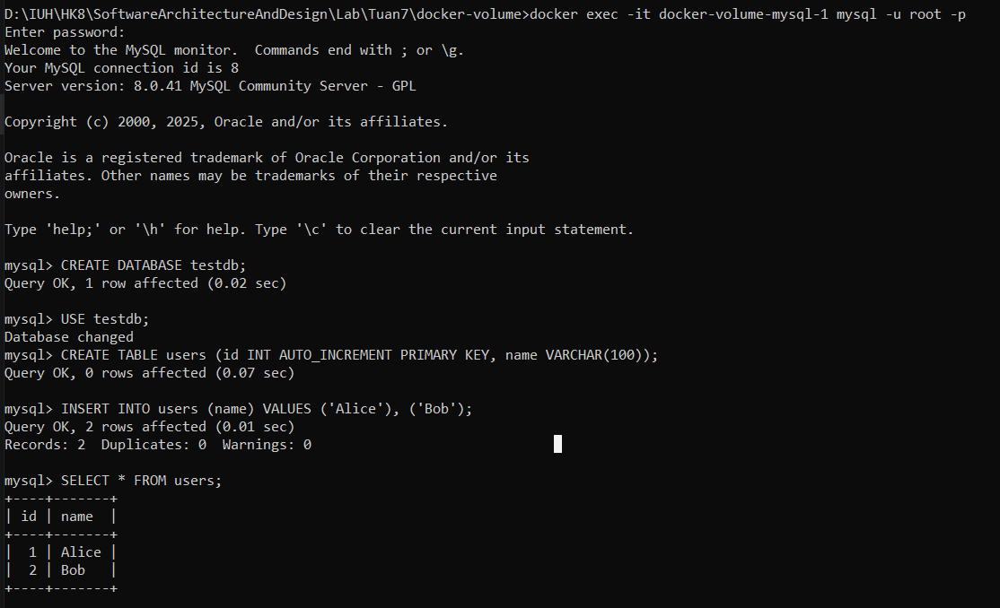 D:\IUH\HK8\SoftwareArchitectureAndDesign\Lab\Tuan7\docker-volume>docker exec -it docker-volume-mysql-1 mysql -u root -p
Enter password:
Welcome to the MySQL monitor.  Commands end with ; or \g.
Your MySQL connection id is 8
Server version: 8.0.41 MySQL Community Server - GPL

Copyright (c) 2000, 2025, Oracle and/or its affiliates.

Oracle is a registered trademark of Oracle Corporation and/or its
affiliates. Other names may be trademarks of their respective
owners.

Type 'help;' or '\h' for help. Type '\c' to clear the current input statement.

mysql> CREATE DATABASE testdb;
Query OK, 1 row affected (0.02 sec)

mysql> USE testdb;
Database changed
mysql> CREATE TABLE users (id INT AUTO_INCREMENT PRIMARY KEY, name VARCHAR(100));
Query OK, 0 rows affected (0.07 sec)

mysql> INSERT INTO users (name) VALUES ('Alice'), ('Bob');
Query OK, 2 rows affected (0.01 sec)
Records: 2  Duplicates: 0  Warnings: 0

mysql> SELECT * FROM users;
+----+-------+
| id | name  |
+----+-------+
|  1 | Alice |
|  2 | Bob   |
+----+-------+